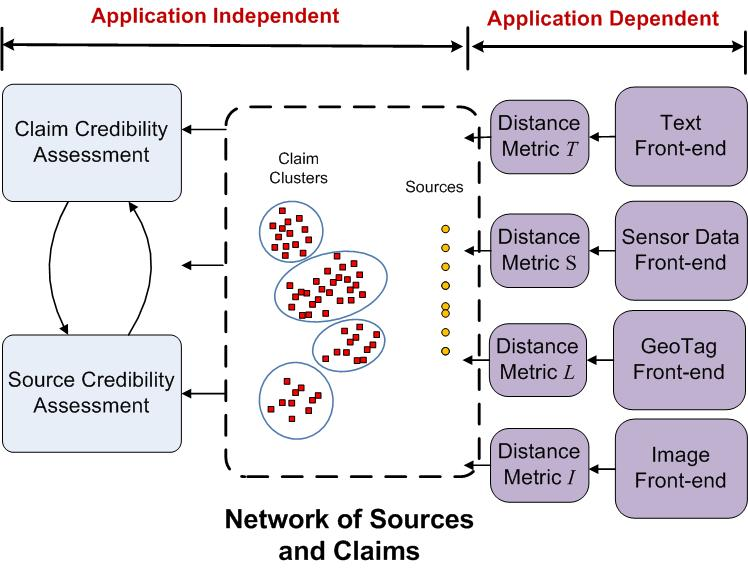 Application Independent
Application Dependent
Claim Credibility
Assessment
Source Credibility
Assessment
Claim
Clusters
Sources
Distance
Metric T
Text
Front-end
Distance
Metric S
Sensor Data
Front-end
Distance
Metric L
GeoTag
Front-end
Distance
Metric I
Image
Front-end
Network of Sources
and Claims